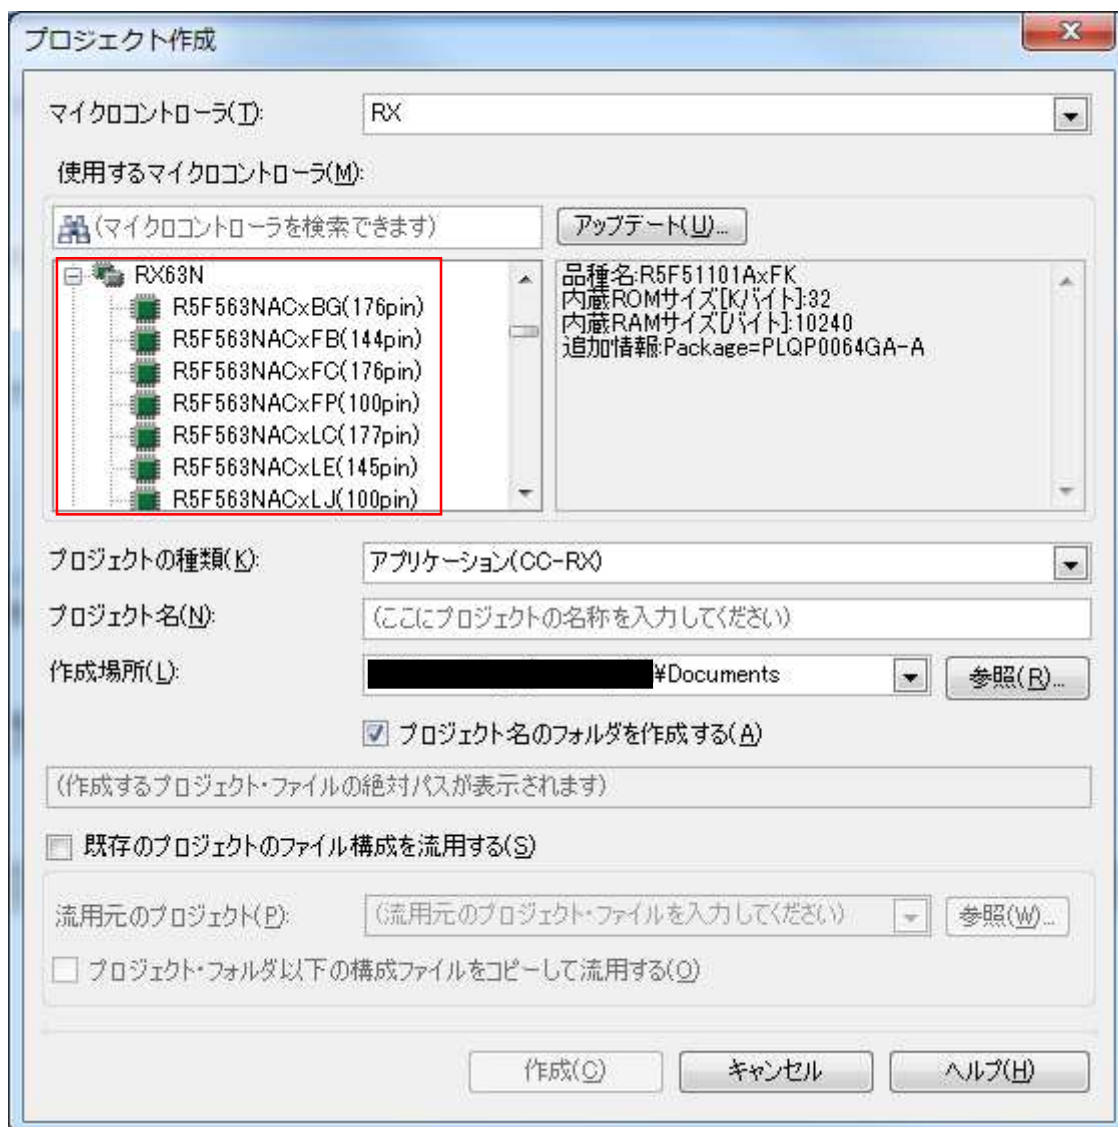 プロジェクト作成
マイクロコントローラ(T): RX
使用するマイクロコントローラ(M):
(マイクロコントローラを検索できます) アップデート(U)...
RX63N
R5F563NACxBG(176pin)
R5F563NACxFB(144pin)
R5F563NACxFC(176pin)
R5F563NACxFP(100pin)
R5F563NACxLC(177pin)
R5F563NACxLE(145pin)
R5F563NACxLJ(100pin)
品種名:R5F51101AxFK
内蔵ROMサイズ[Kバイト]:32
内蔵RAMサイズ[バイト]:10240
追加情報:Package=PLQP0064GA-A
プロジェクトの種類(K): アプリケーション(CC-RX)
プロジェクト名(N): (ここにプロジェクトの名称を入力してください)
作成場所(L): ¥Documents 参照(R)...
プロジェクト名のフォルダを作成する(A)
(作成するプロジェクト・ファイルの絶対パスが表示されます)
既存のプロジェクトのファイル構成を流用する(S)
流用元のプロジェクト(P): (流用元のプロジェクト・ファイルを入力してください) 参照(W)...
プロジェクト・フォルダ以下の構成ファイルをコピーして流用する(O)
作成(C) キャンセル ヘルプ(H)